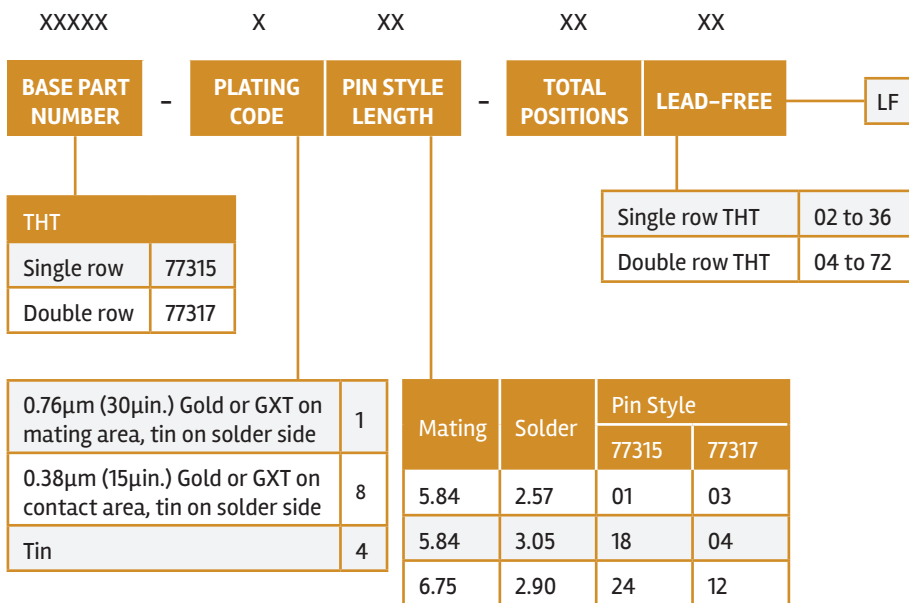 XXXXX X XX XX XX
BASE PART NUMBER - PLATING CODE PIN STYLE LENGTH - TOTAL POSITIONS LEAD-FREE LF
THT
Single row 77315
Double row 77317
Single row THT 02 to 36
Double row THT 04 to 72
0.76µm (30µin.) Gold or GXT on
mating area, tin on solder side 1
0.38µm (15µin.) Gold or GXT on
contact area, tin on solder side 8
Tin 4
Mating Solder Pin Style
77315 77317
5.84 2.57 01 03
5.84 3.05 18 04
6.75 2.90 24 12